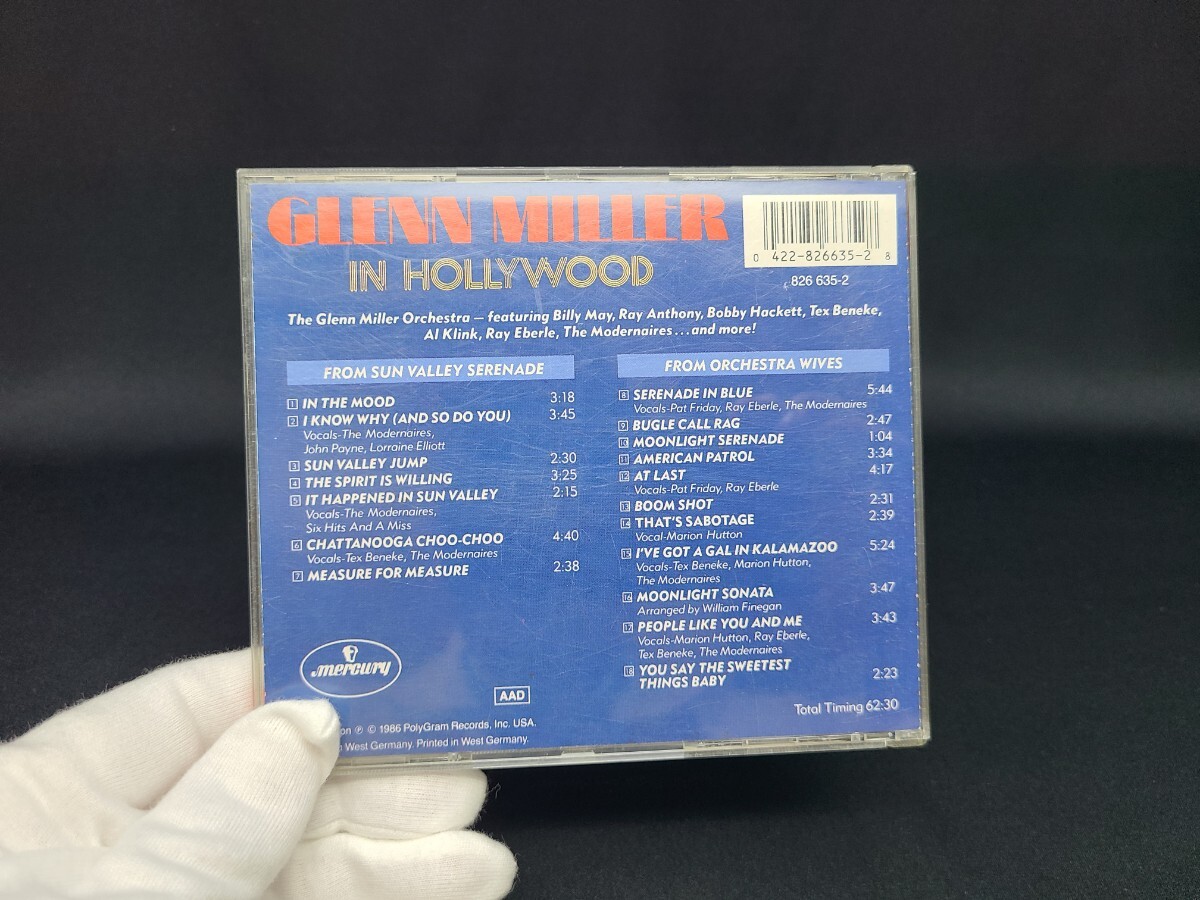 GLENN MILLER
IN HOLLYWOOD
0 422-826635-2 8
826 635-2
The Glenn Miller Orchestra — featuring Billy May, Ray Anthony, Bobby Hackett, Tex Beneke,
Al Klink, Ray Eberle, The Modernaires...and more!
FROM SUN VALLEY SERENADE
1 IN THE MOOD 3:18
2 I KNOW WHY (AND SO DO YOU) 3:45
Vocals-The Modernaires,
John Payne, Lorraine Elliott
3 SUN VALLEY JUMP 2:30
4 THE SPIRIT IS WILLING 3:25
5 IT HAPPENED IN SUN VALLEY 2:15
Vocals-The Modernaires,
Six Hits And A Miss
6 CHATTANOOGA CHOO-CHOO 4:40
Vocals-Tex Beneke, The Modernaires
7 MEASURE FOR MEASURE 2:38
FROM ORCHESTRA WIVES
8 SERENADE IN BLUE 5:44
Vocals-Pat Friday, Ray Eberle, The Modernaires
9 BUGLE CALL RAG 2:47
10 MOONLIGHT SERENADE 1:04
11 AMERICAN PATROL 3:34
12 AT LAST 4:17
Vocals-Pat Friday, Ray Eberle
13 BOOM SHOT 2:31
14 THAT'S SABOTAGE 2:39
Vocal-Marion Hutton
15 I'VE GOT A GAL IN KALAMAZOO 5:24
Vocals-Tex Beneke, Marion Hutton,
The Modernaires
16 MOONLIGHT SONATA 3:47
Arranged by William Finegan
17 PEOPLE LIKE YOU AND ME 3:43
Vocals-Marion Hutton, Ray Eberle,
Tex Beneke, The Modernaires
18 YOU SAY THE SWEETEST
THINGS BABY 2:23
Total Timing 62:30
mercury
AAD
℗ © 1986 PolyGram Records, Inc. USA.
West Germany. Printed in West Germany.